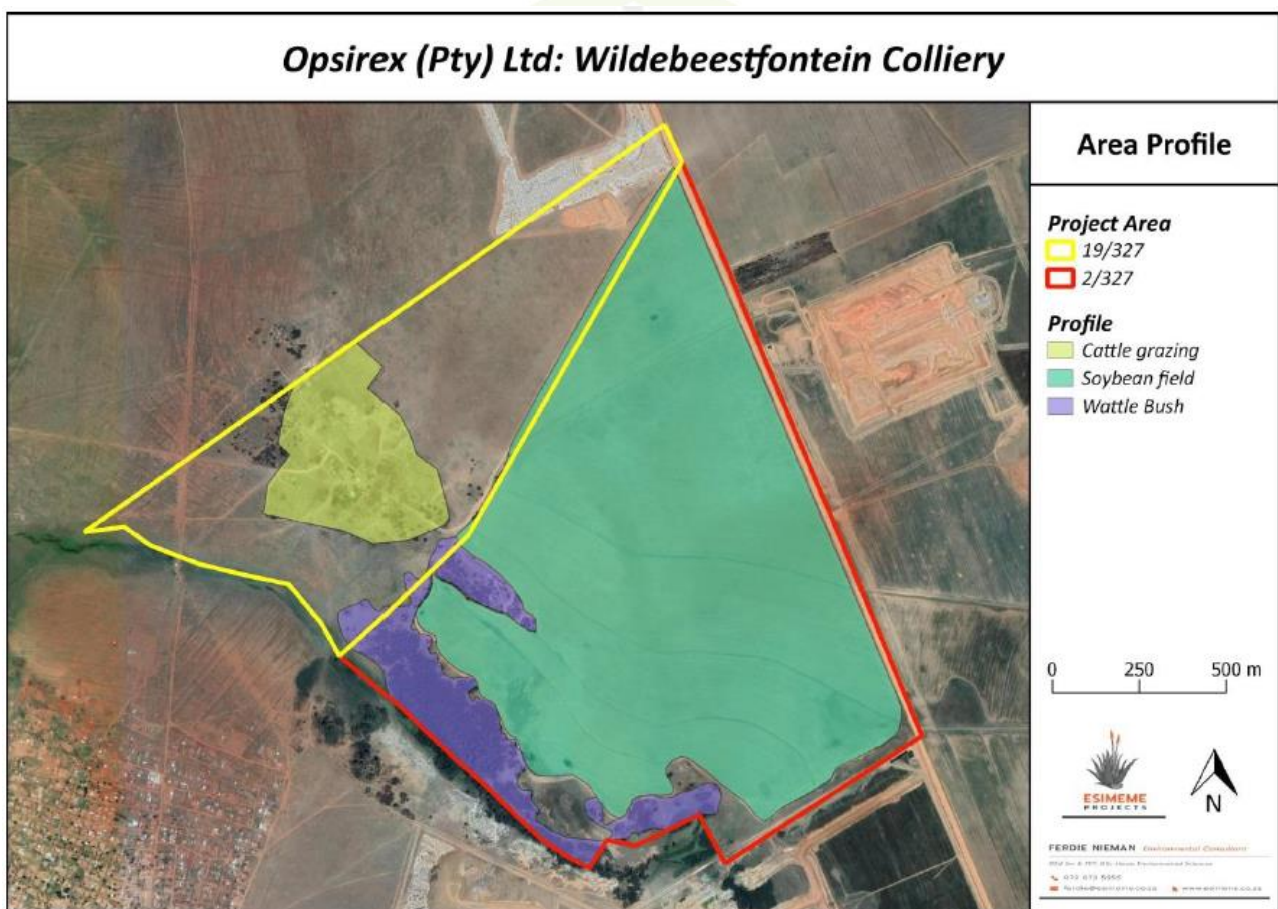 Opsirex (Pty) Ltd: Wildebeestfontein Colliery
Area Profile
Project Area
19/327
2/327
Profile
Cattle grazing
Soybean field
Wattle Bush
0 250 500 m
ESIMEME
PROJECTS
N
FERDIE NIEMAN Environmental Consultant